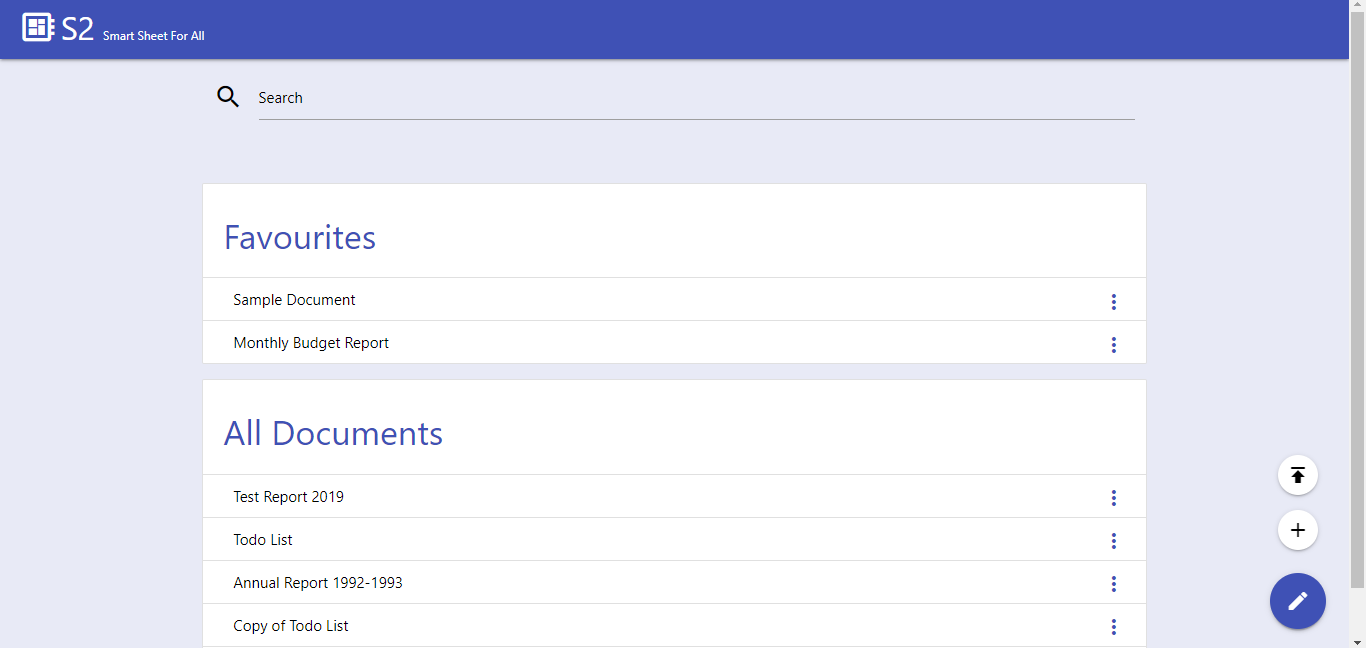 S2 Smart Sheet For All
Search
Favourites
Sample Document
Monthly Budget Report
All Documents
Test Report 2019
Todo List
Annual Report 1992-1993
Copy of Todo List